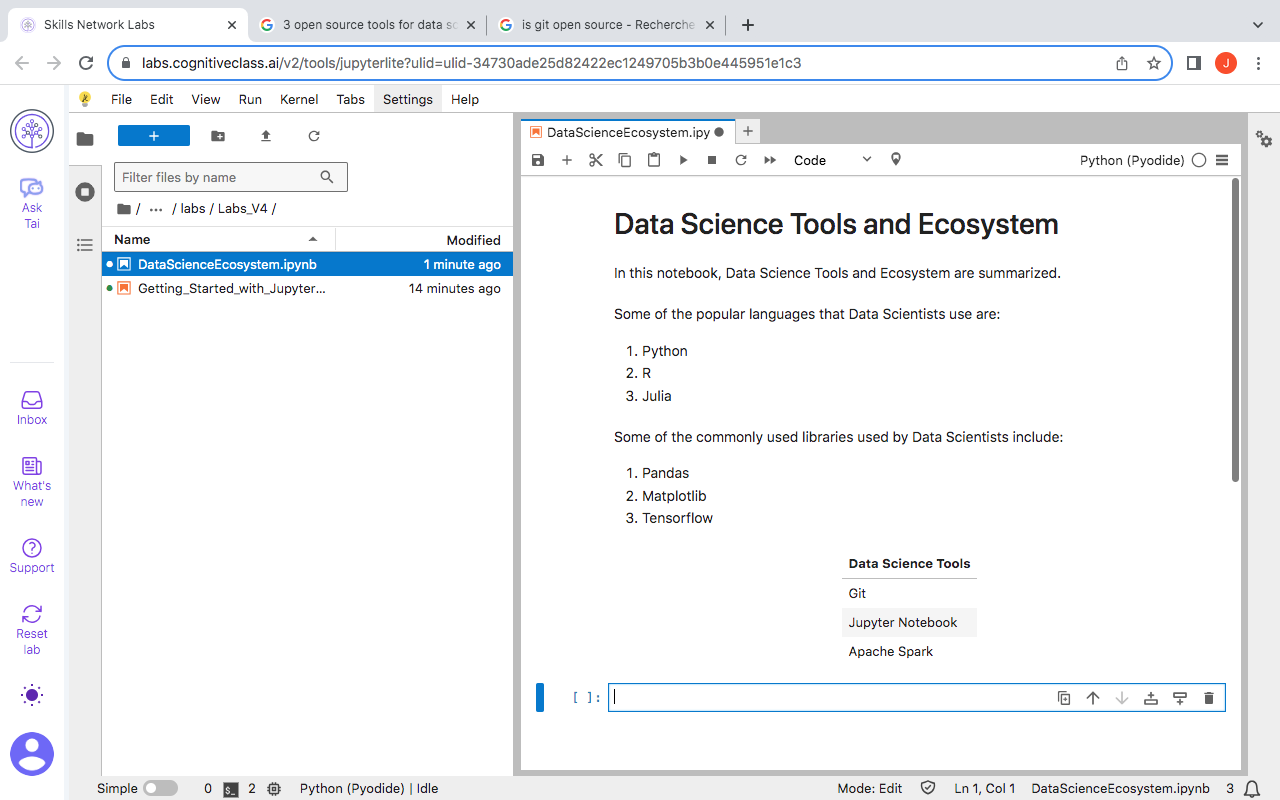 Skills Network Labs
3 open source tools for data sc
is git open source - Recherche
labs.cognitiveclass.ai/v2/tools/jupyterlite?ulid=ulid-34730ade25d82422ec1249705b3b0e445951e1c3
J
File Edit View Run Kernel Tabs Settings Help
Ask
Tai
Inbox
What's
new
Support
Reset
lab
+
Filter files by name
/ ··· / labs / Labs_V4 /
Name Modified
DataScienceEcosystem.ipynb 1 minute ago
Getting_Started_with_Jupyter... 14 minutes ago
DataScienceEcosystem.ipy
Code
Python (Pyodide)
Data Science Tools and Ecosystem
In this notebook, Data Science Tools and Ecosystem are summarized.
Some of the popular languages that Data Scientists use are:
1. Python
2. R
3. Julia
Some of the commonly used libraries used by Data Scientists include:
1. Pandas
2. Matplotlib
3. Tensorflow
Data Science Tools
Git
Jupyter Notebook
Apache Spark
[ ]:
Simple 0 $_ 2 Python (Pyodide) | Idle Mode: Edit Ln 1, Col 1 DataScienceEcosystem.ipynb 3